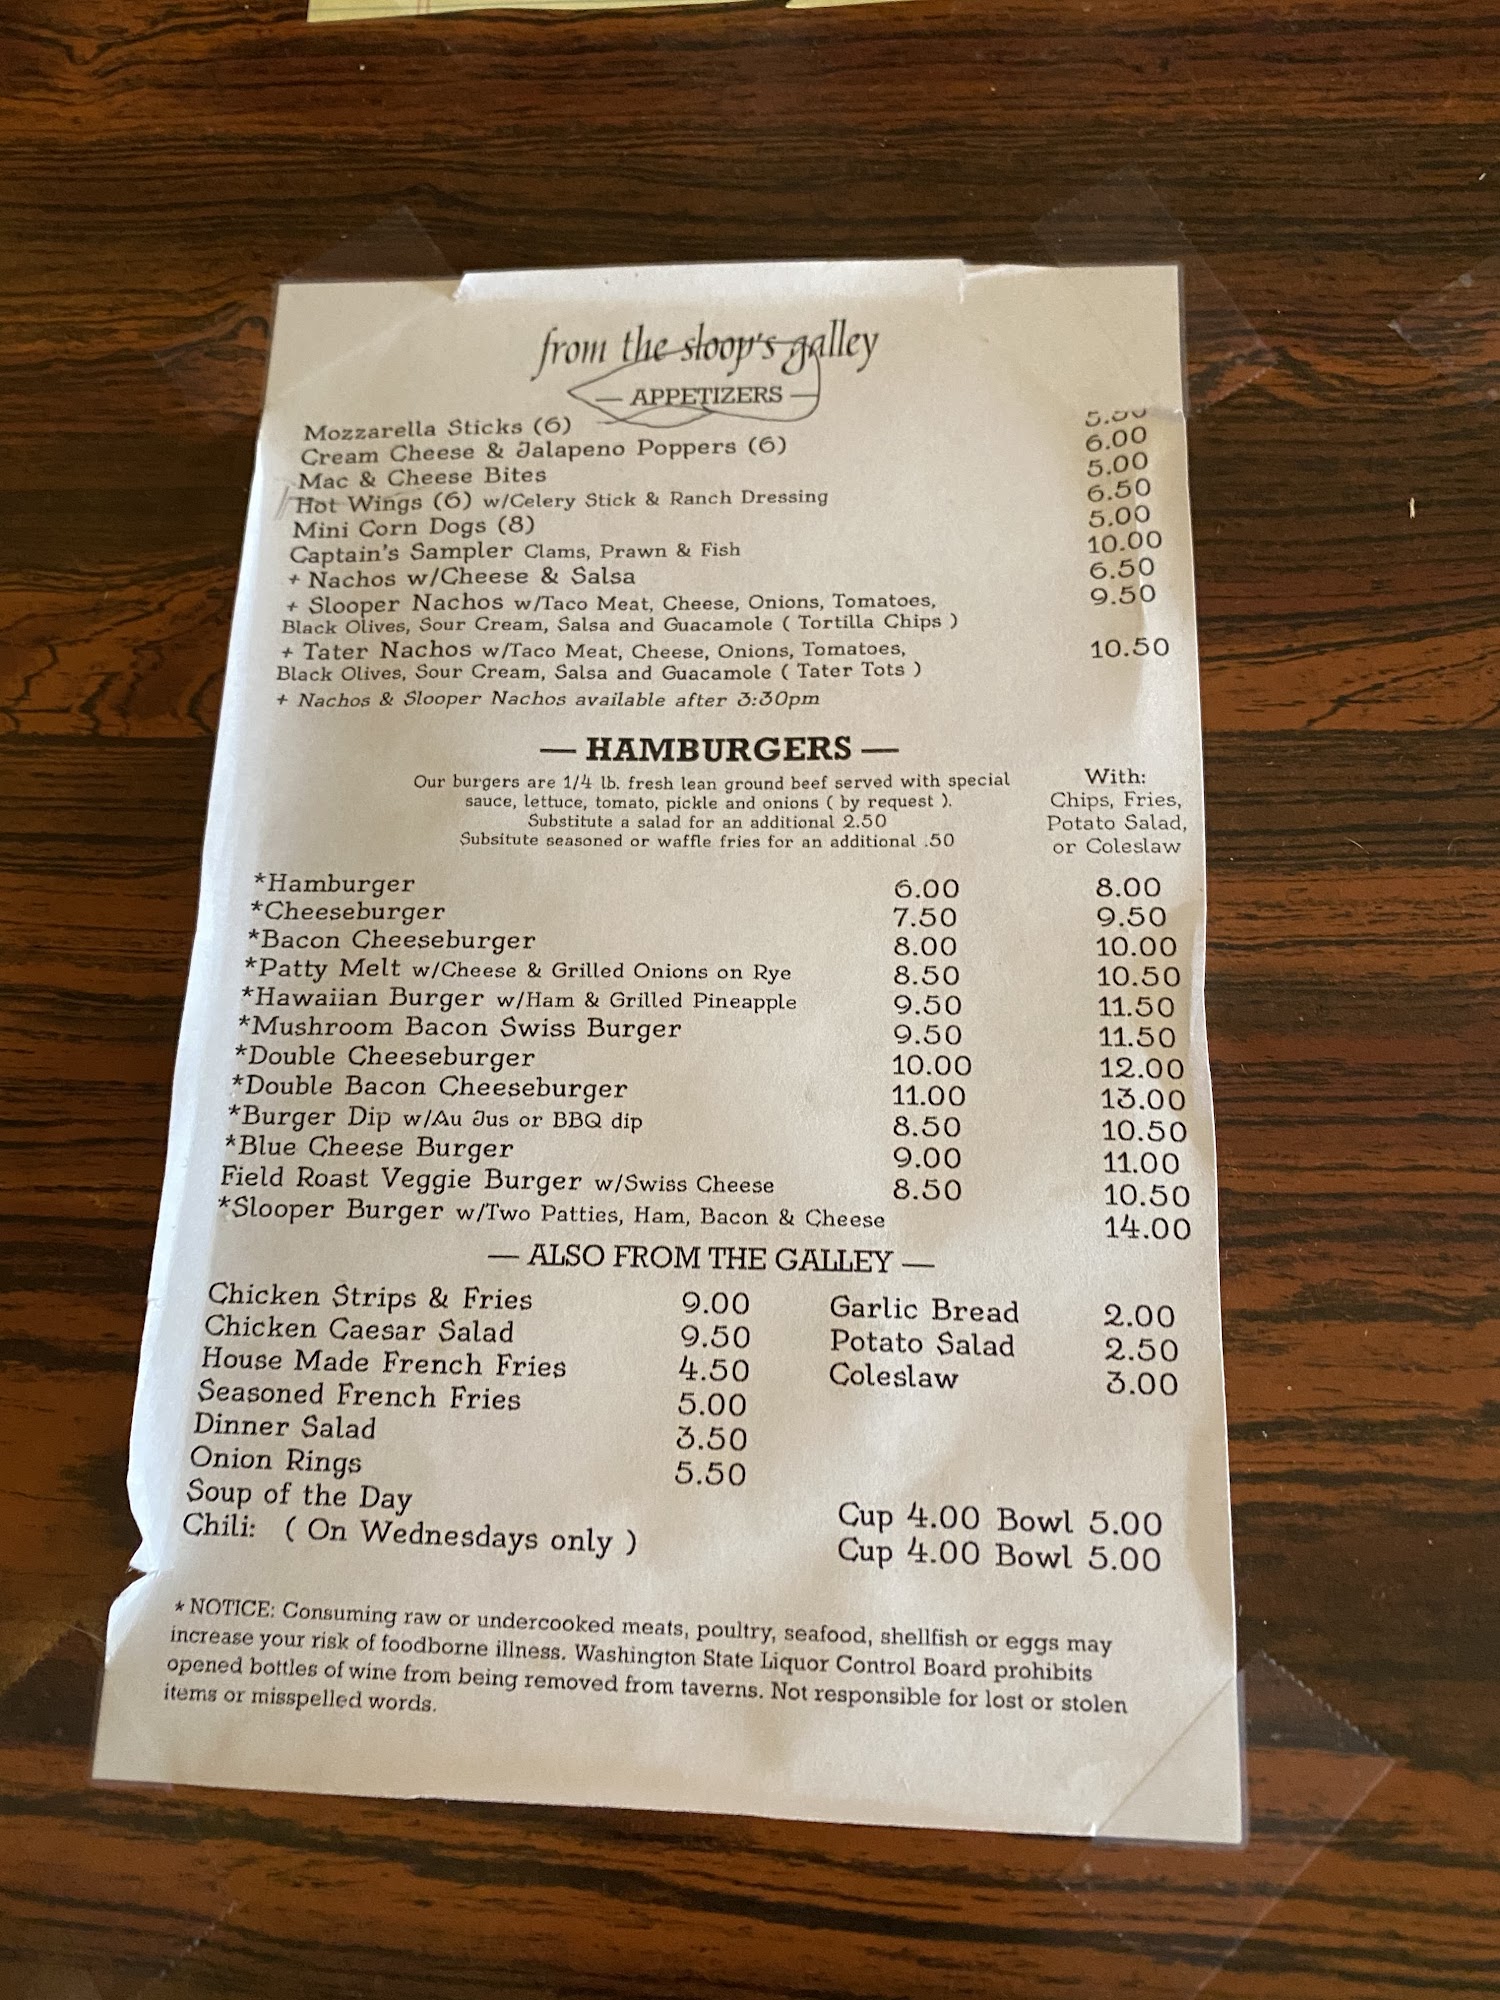 from the sloop's galley
— APPETIZERS —
Mozzarella Sticks (6) 5.50
Cream Cheese & Jalapeno Poppers (6) 6.00
Mac & Cheese Bites 5.00
Hot Wings (6) w/Celery Stick & Ranch Dressing 6.50
Mini Corn Dogs (8) 5.00
Captain's Sampler Clams, Prawn & Fish 10.00
+ Nachos w/Cheese & Salsa 6.50
+ Slooper Nachos w/Taco Meat, Cheese, Onions, Tomatoes, 9.50
Black Olives, Sour Cream, Salsa and Guacamole ( Tortilla Chips )
+ Tater Nachos w/Taco Meat, Cheese, Onions, Tomatoes, 10.50
Black Olives, Sour Cream, Salsa and Guacamole ( Tater Tots )
+ Nachos & Slooper Nachos available after 3:30pm
— HAMBURGERS —
Our burgers are 1/4 lb. fresh lean ground beef served with special
sauce, lettuce, tomato, pickle and onions ( by request ).
Substitute a salad for an additional 2.50
Subsitute seasoned or waffle fries for an additional .50
With:
Chips, Fries,
Potato Salad,
or Coleslaw
*Hamburger 6.00 8.00
*Cheeseburger 7.50 9.50
*Bacon Cheeseburger 8.00 10.00
*Patty Melt w/Cheese & Grilled Onions on Rye 8.50 10.50
*Hawaiian Burger w/Ham & Grilled Pineapple 9.50 11.50
*Mushroom Bacon Swiss Burger 9.50 11.50
*Double Cheeseburger 10.00 12.00
*Double Bacon Cheeseburger 11.00 13.00
*Burger Dip w/Au Jus or BBQ dip 8.50 10.50
*Blue Cheese Burger 9.00 11.00
Field Roast Veggie Burger w/Swiss Cheese 8.50 10.50
*Slooper Burger w/Two Patties, Ham, Bacon & Cheese 14.00
— ALSO FROM THE GALLEY —
Chicken Strips & Fries 9.00
Chicken Caesar Salad 9.50
House Made French Fries 4.50
Seasoned French Fries 5.00
Dinner Salad 3.50
Onion Rings 5.50
Garlic Bread 2.00
Potato Salad 2.50
Coleslaw 3.00
Soup of the Day Cup 4.00 Bowl 5.00
Chili: ( On Wednesdays only ) Cup 4.00 Bowl 5.00
* NOTICE: Consuming raw or undercooked meats, poultry, seafood, shellfish or eggs may
increase your risk of foodborne illness. Washington State Liquor Control Board prohibits
opened bottles of wine from being removed from taverns. Not responsible for lost or stolen
items or misspelled words.